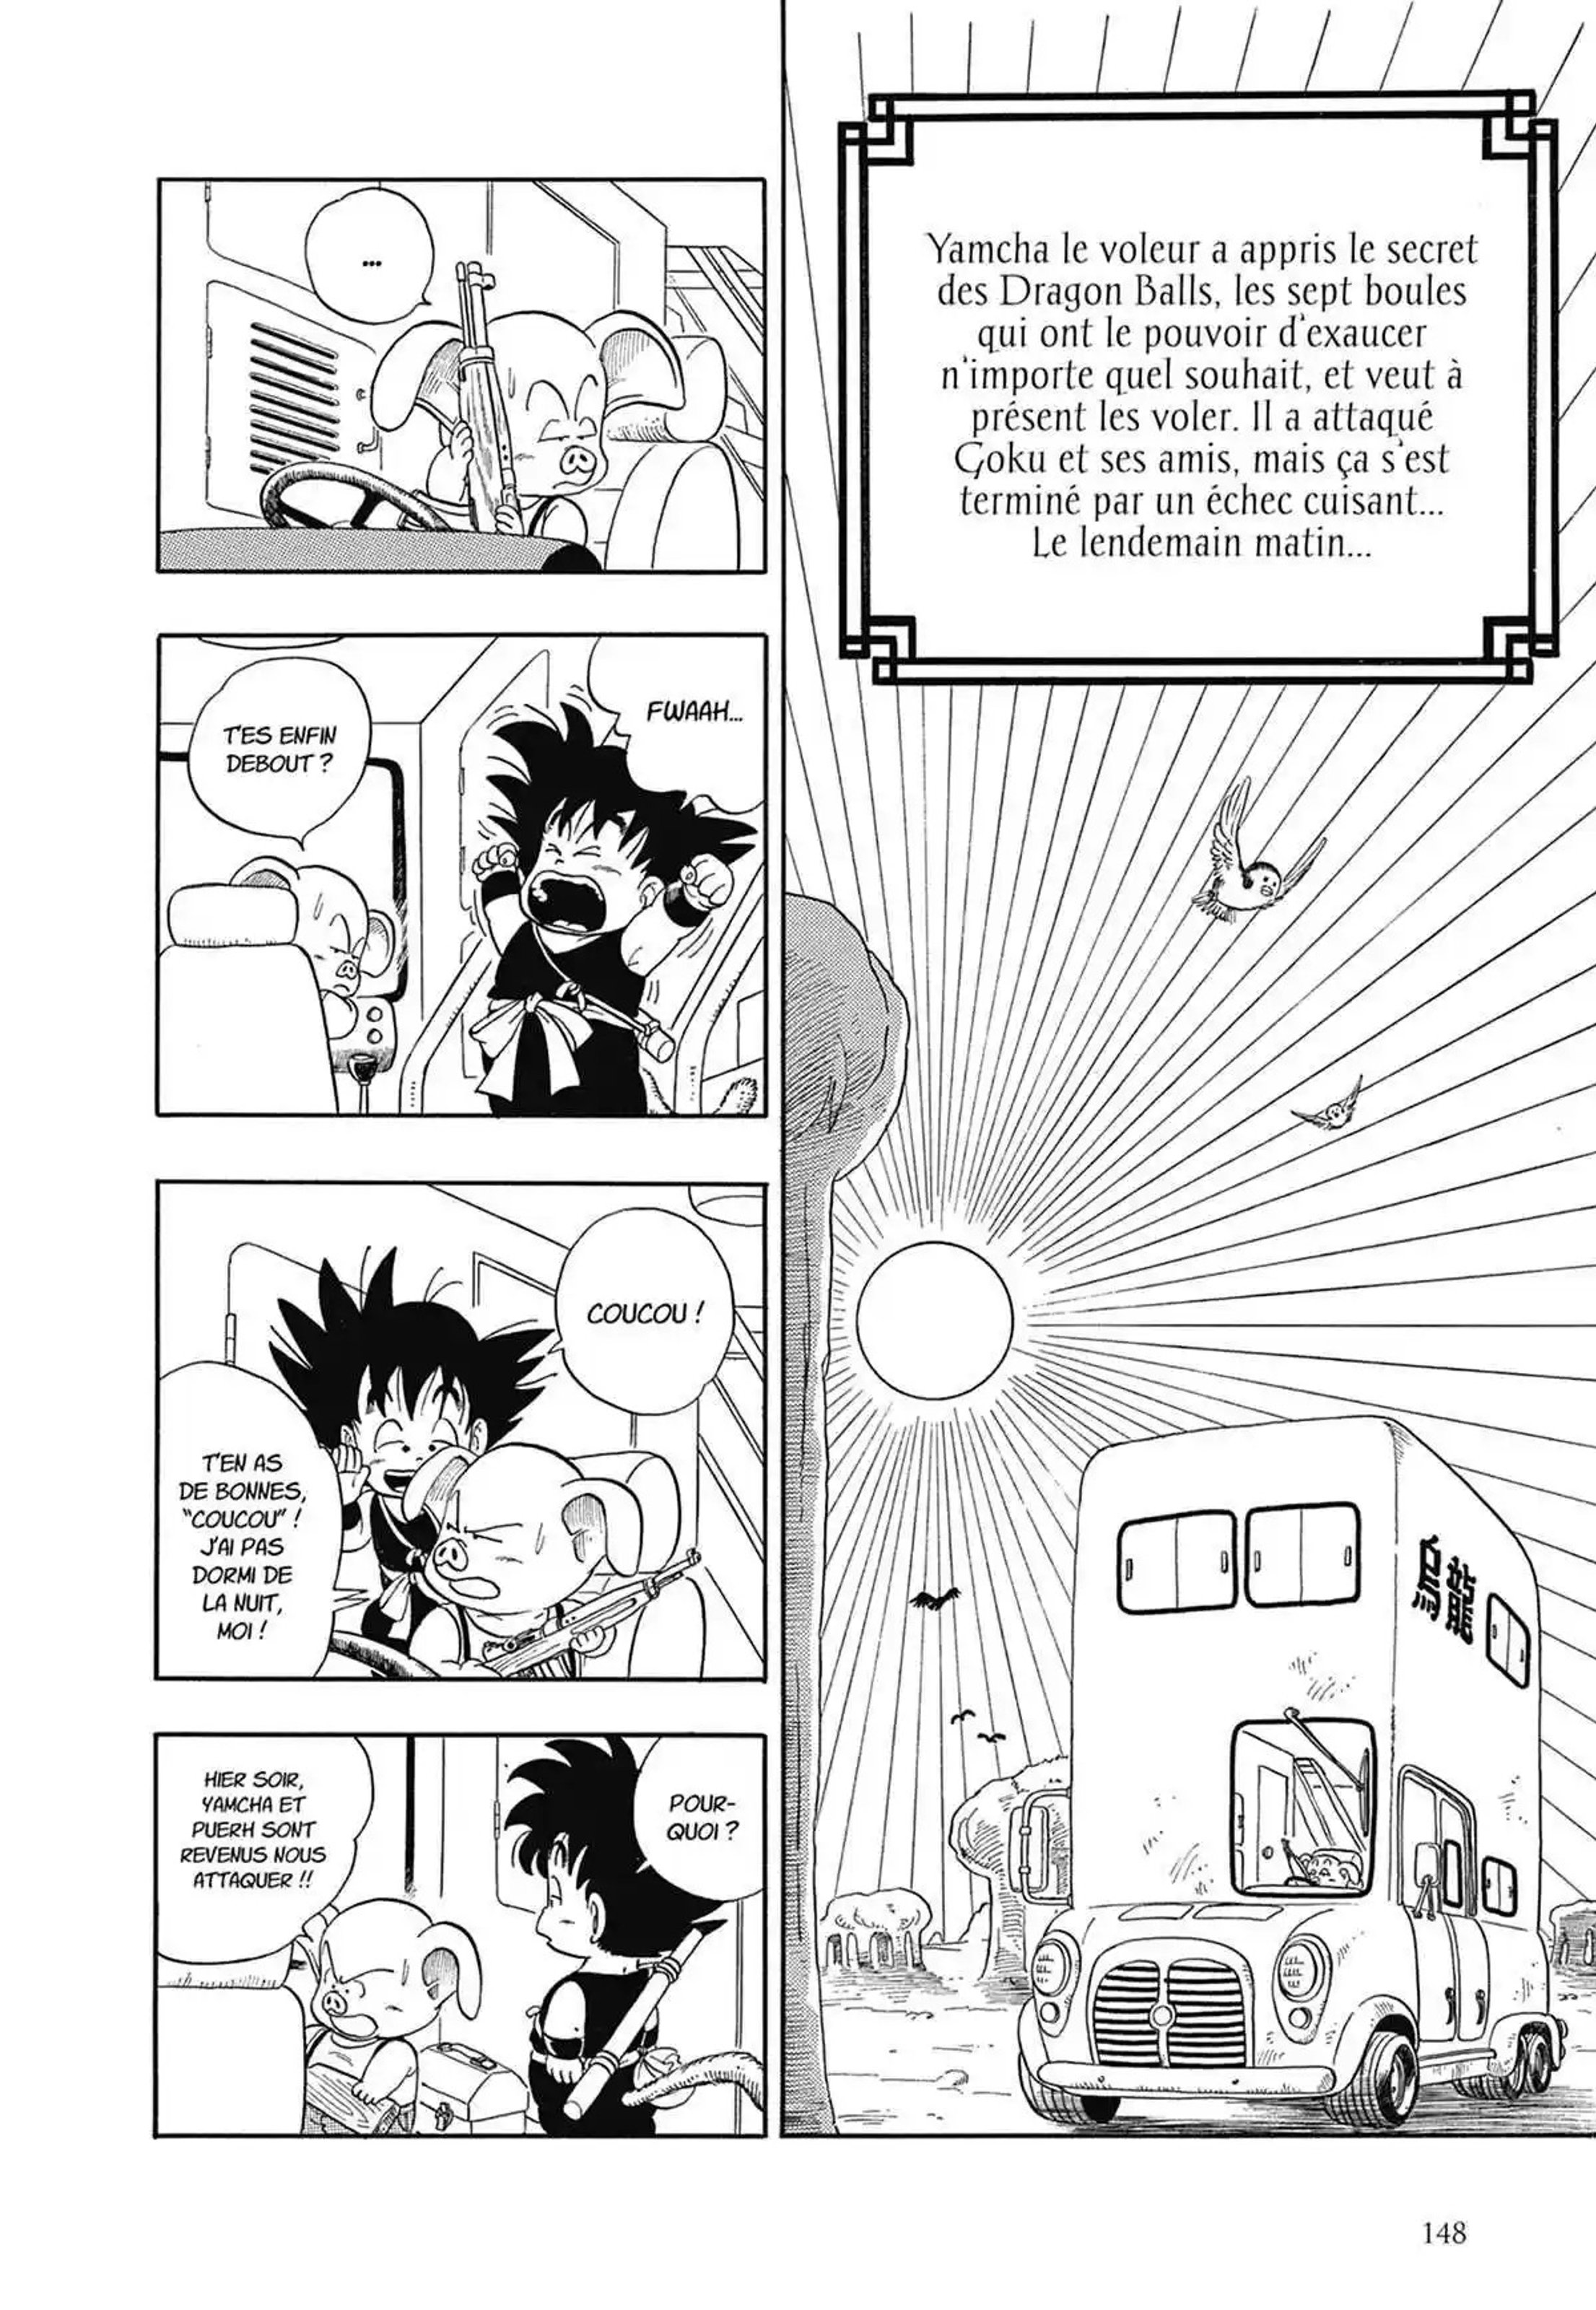 Yamcha le voleur a appris le secret
des Dragon Balls, les sept boules
qui ont le pouvoir d'exaucer
n'importe quel souhait, et veut à
présent les voler. Il a attaqué
Goku et ses amis, mais ça s'est
terminé par un échec cuisant...
Le lendemain matin...
...
FWAAH...
T'ES ENFIN
DEBOUT ?
COUCOU !
T'EN AS
DE BONNES,
"COUCOU" !
J'AI PAS
DORMI DE
LA NUIT,
MOI !
POUR-
QUOI ?
HIER SOIR,
YAMCHA ET
PUERH SONT
REVENUS NOUS
ATTAQUER !!
148